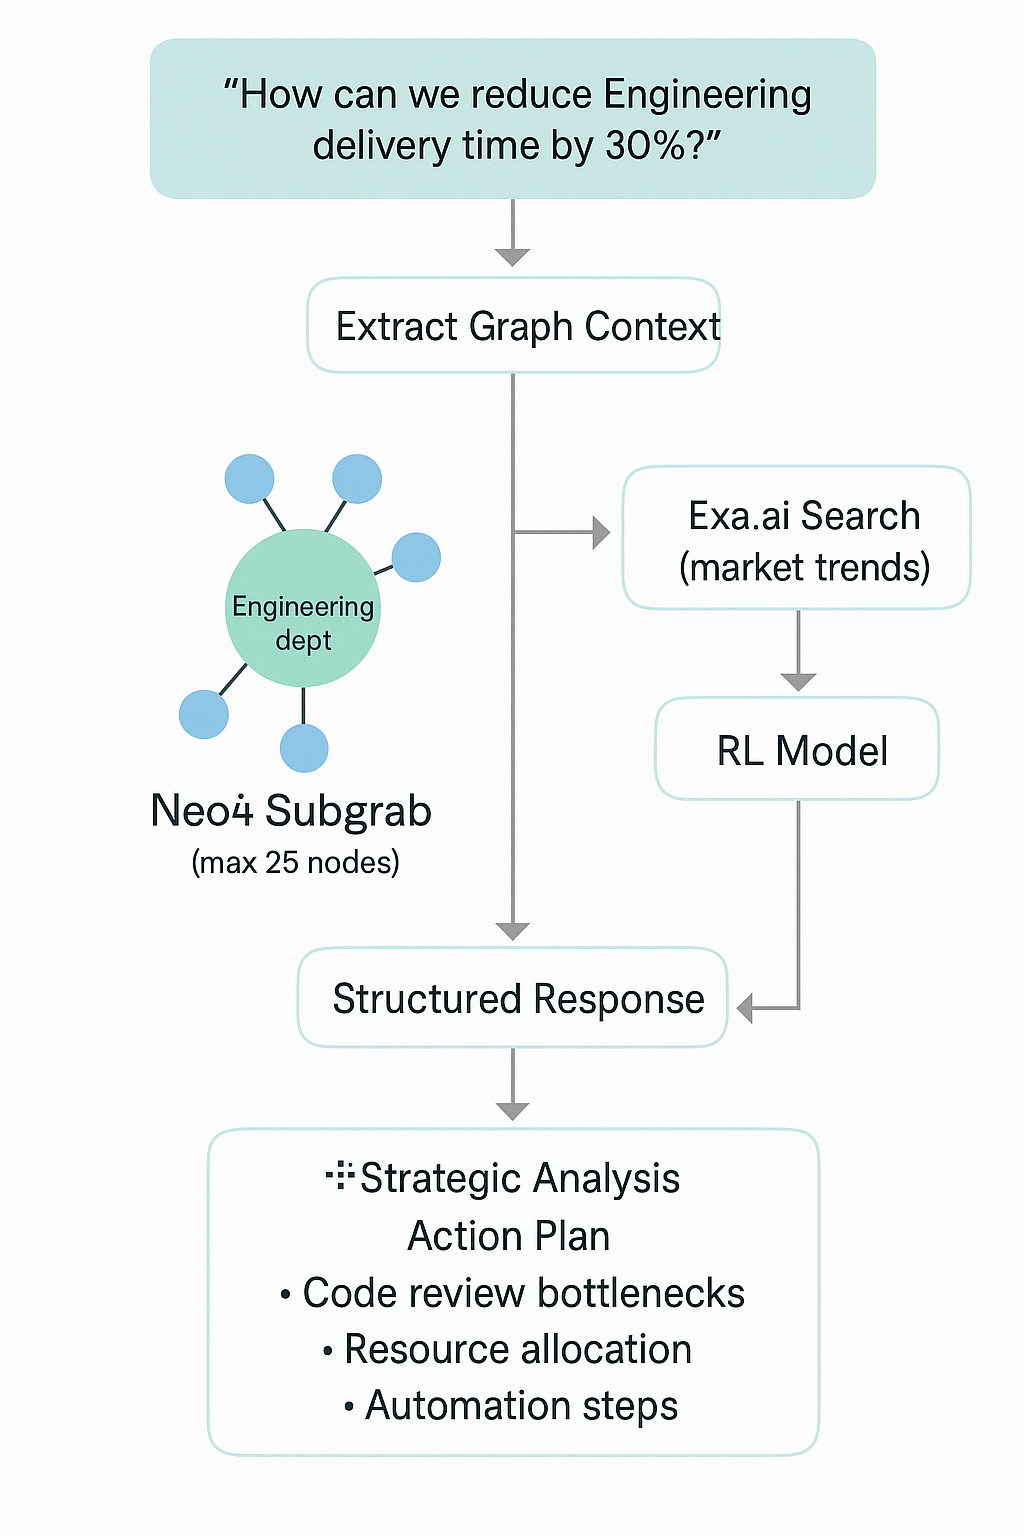 "How can we reduce Engineering
delivery time by 30%?"
Extract Graph Context
Exa.ai Search
(market trends)
Engineering
dept
RL Model
Neo4 Subgrab
(max 25 nodes)
Structured Response
Strategic Analysis
Action Plan
• Code review bottlenecks
• Resource allocation
• Automation steps